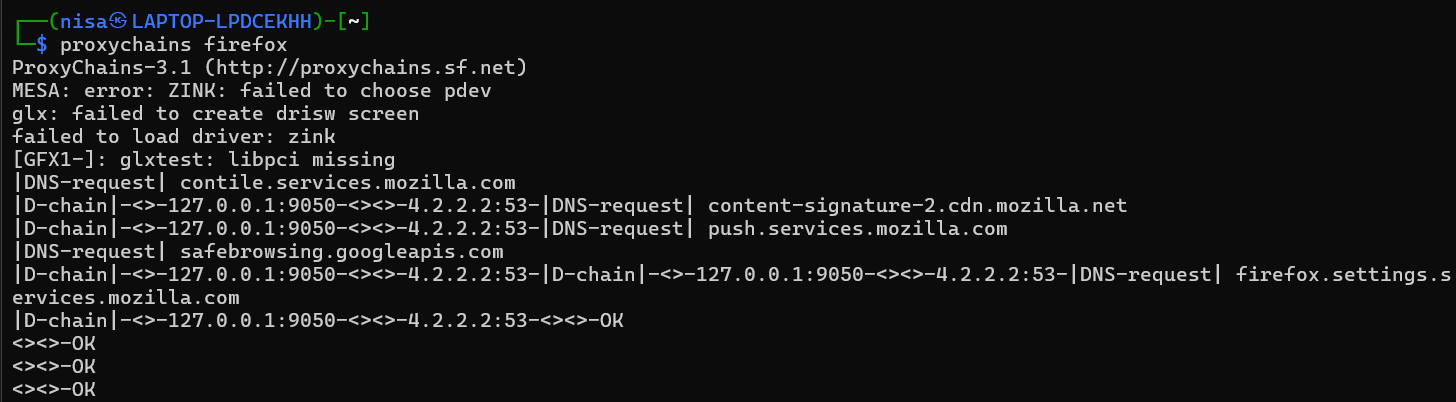 ┌──(nisa㉿LAPTOP-LPDCEKHH)-[~]
└─$ proxychains firefox
ProxyChains-3.1 (http://proxychains.sf.net)
MESA: error: ZINK: failed to choose pdev
glx: failed to create drisw screen
failed to load driver: zink
[GFX1-]: glxtest: libpci missing
|DNS-request| contile.services.mozilla.com
|D-chain|-<>-127.0.0.1:9050-<><>-4.2.2.2:53-|DNS-request| content-signature-2.cdn.mozilla.net
|D-chain|-<>-127.0.0.1:9050-<><>-4.2.2.2:53-|DNS-request| push.services.mozilla.com
|DNS-request| safebrowsing.googleapis.com
|D-chain|-<>-127.0.0.1:9050-<><>-4.2.2.2:53-|D-chain|-<>-127.0.0.1:9050-<><>-4.2.2.2:53-|DNS-request| firefox.settings.s
ervices.mozilla.com
|D-chain|-<>-127.0.0.1:9050-<><>-4.2.2.2:53-<><>-OK
<><>-OK
<><>-OK
<><>-OK